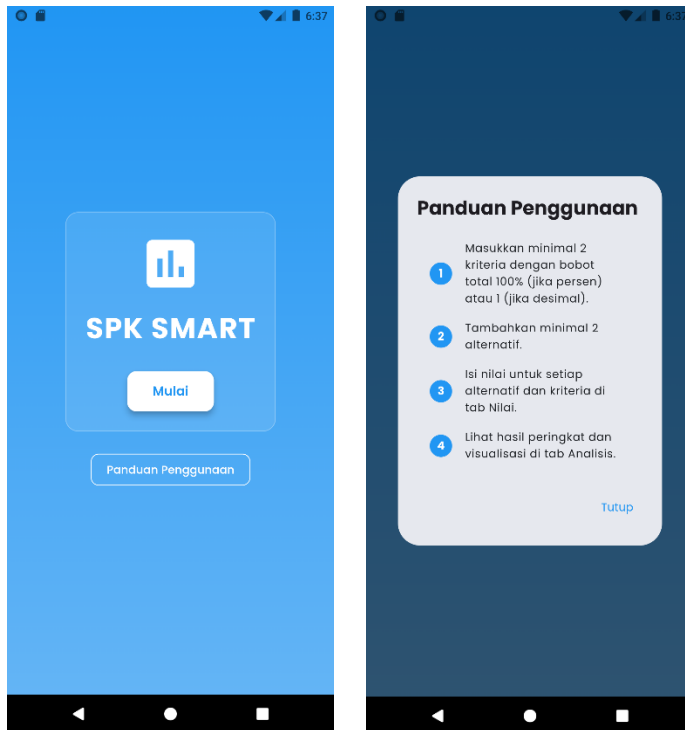 6:37
SPK SMART
Mulai
Panduan Penggunaan
6:37
Panduan Penggunaan
1
Masukkan minimal 2
kriteria dengan bobot
total 100% (jika persen)
atau 1 (jika desimal).
2
Tambahkan minimal 2
alternatif.
3
Isi nilai untuk setiap
alternatif dan kriteria di
tab Nilai.
4
Lihat hasil peringkat dan
visualisasi di tab Analisis.
Tutup